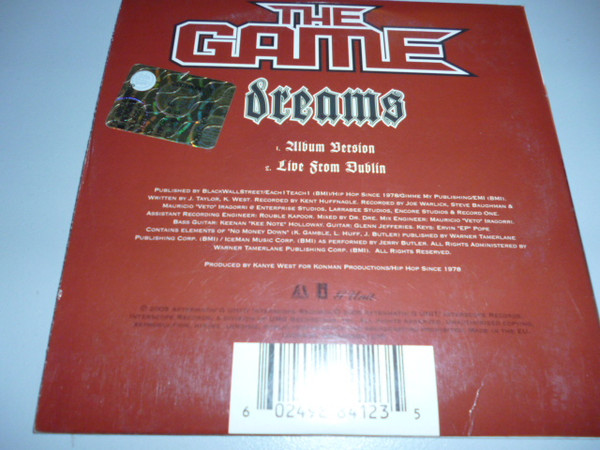 THE
GAME
dreams
1. Album Version
2. Live From Dublin
Published by BlackWallStreet/Each1Teach1 (BMI)/Hip Hop Since 1978/Gimme My Publishing/EMI (BMI).
Written by J. Taylor, K. West. Recorded by Kent Huffnagle, Recorded by Joe Warlick, Steve Baughman &
Mauricio "Veto" Iragorri @ Enterprise Studios, Larrabee Studios, Encore Studios & Record One.
Assistant Recording Engineer: Rouble Kapoor. Mixed by Dr. Dre. Mix Engineer: Mauricio "Veto" Iragorri.
Bass Guitar: Keenan "Kee Note" Holloway. Guitar: Glenn Jefferies. Keys: Ervin "EP" Pope
Contains elements of "No Money Down" (K. Gamble, L. Huff, J. Butler) published by Warner Tamerlane
Publishing Corp. (BMI) / IceMan Music Corp. (BMI) as performed by Jerry Butler. All Rights Administered by
Warner Tamerlane Publishing Corp. (BMI). All Rights Reserved.
Produced by Kanye West for Konman Productions/Hip Hop Since 1978
6 02498 84123 5